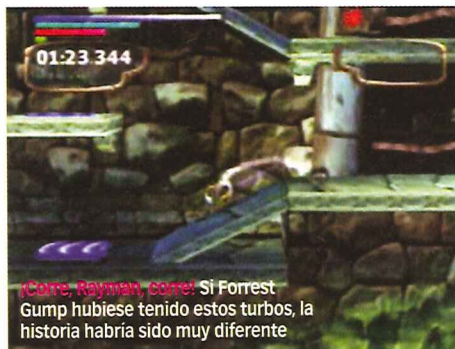 01:23.344
¡Corre, Rayman, corre! Si Forrest
Gump hubiese tenido estos turbos, la
historia habría sido muy diferente